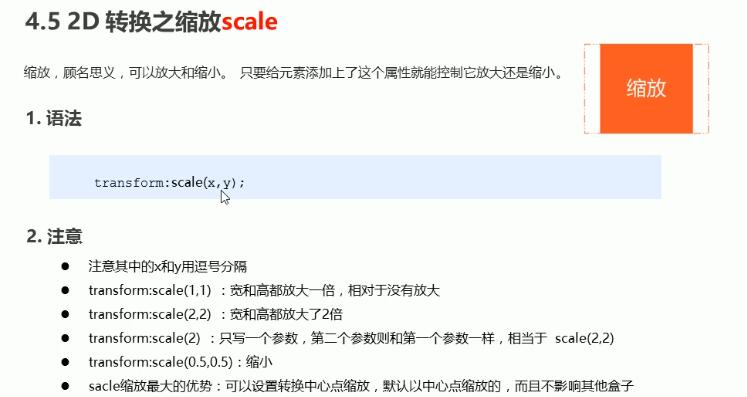 4.5 2D 转换之缩放scale
缩放，顾名思义，可以放大和缩小。 只要给元素添加上了这个属性就能控制它放大还是缩小。
缩放
1. 语法
transform:scale(x,y);
2. 注意
● 注意其中的x和y用逗号分隔
● transform:scale(1,1) ：宽和高都放大一倍，相对于没有放大
● transform:scale(2,2) ：宽和高都放大了2倍
● transform:scale(2) ：只写一个参数，第二个参数则和第一个参数一样，相当于 scale(2,2)
● transform:scale(0.5,0.5)：缩小
● sacle缩放最大的优势：可以设置转换中心点缩放，默认以中心点缩放的，而且不影响其他盒子